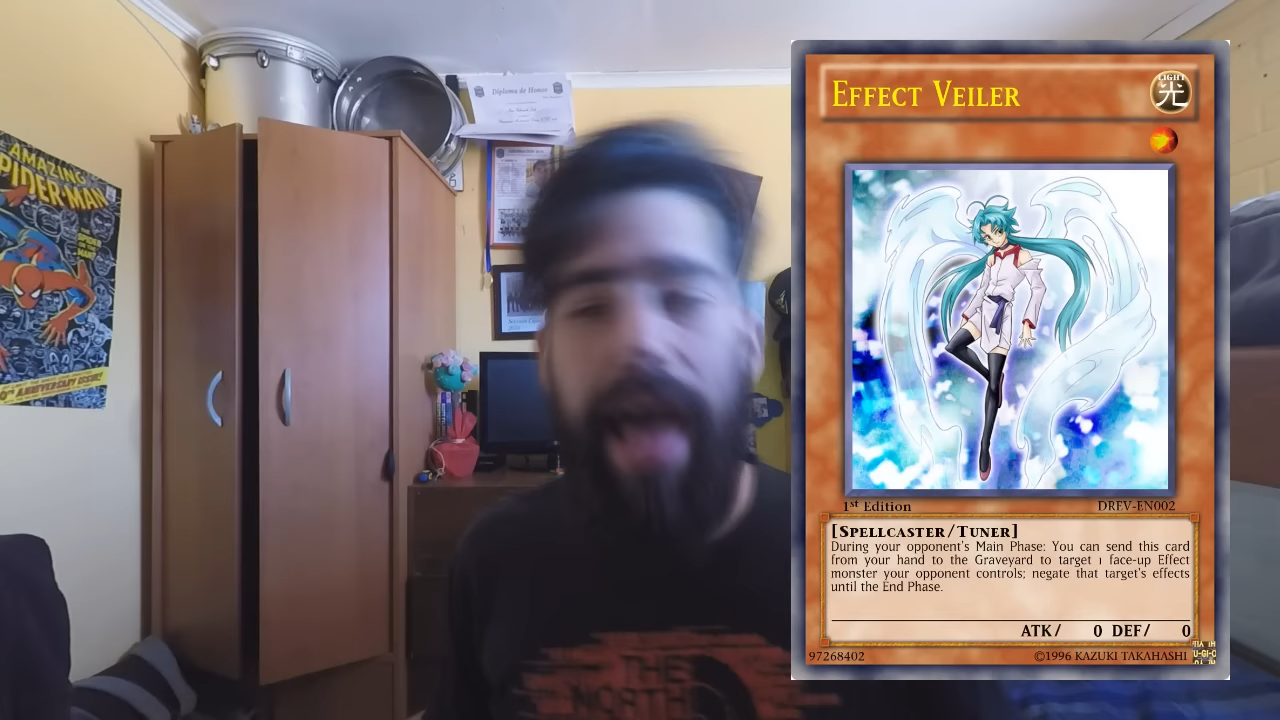 AMAZING
SPIDER-MAN
ANNIVERSARY ISSUE
Diploma de Honor
THE
NORTH
EFFECT VEILER
LIGHT
光
1st Edition
DREV-EN002
[SPELLCASTER/TUNER]
During your opponent's Main Phase: You can send this card
from your hand to the Graveyard to target 1 face-up Effect
monster your opponent controls; negate that target's effects
until the End Phase.
ATK/ 0 DEF/ 0
97268402
©1996 KAZUKI TAKAHASHI